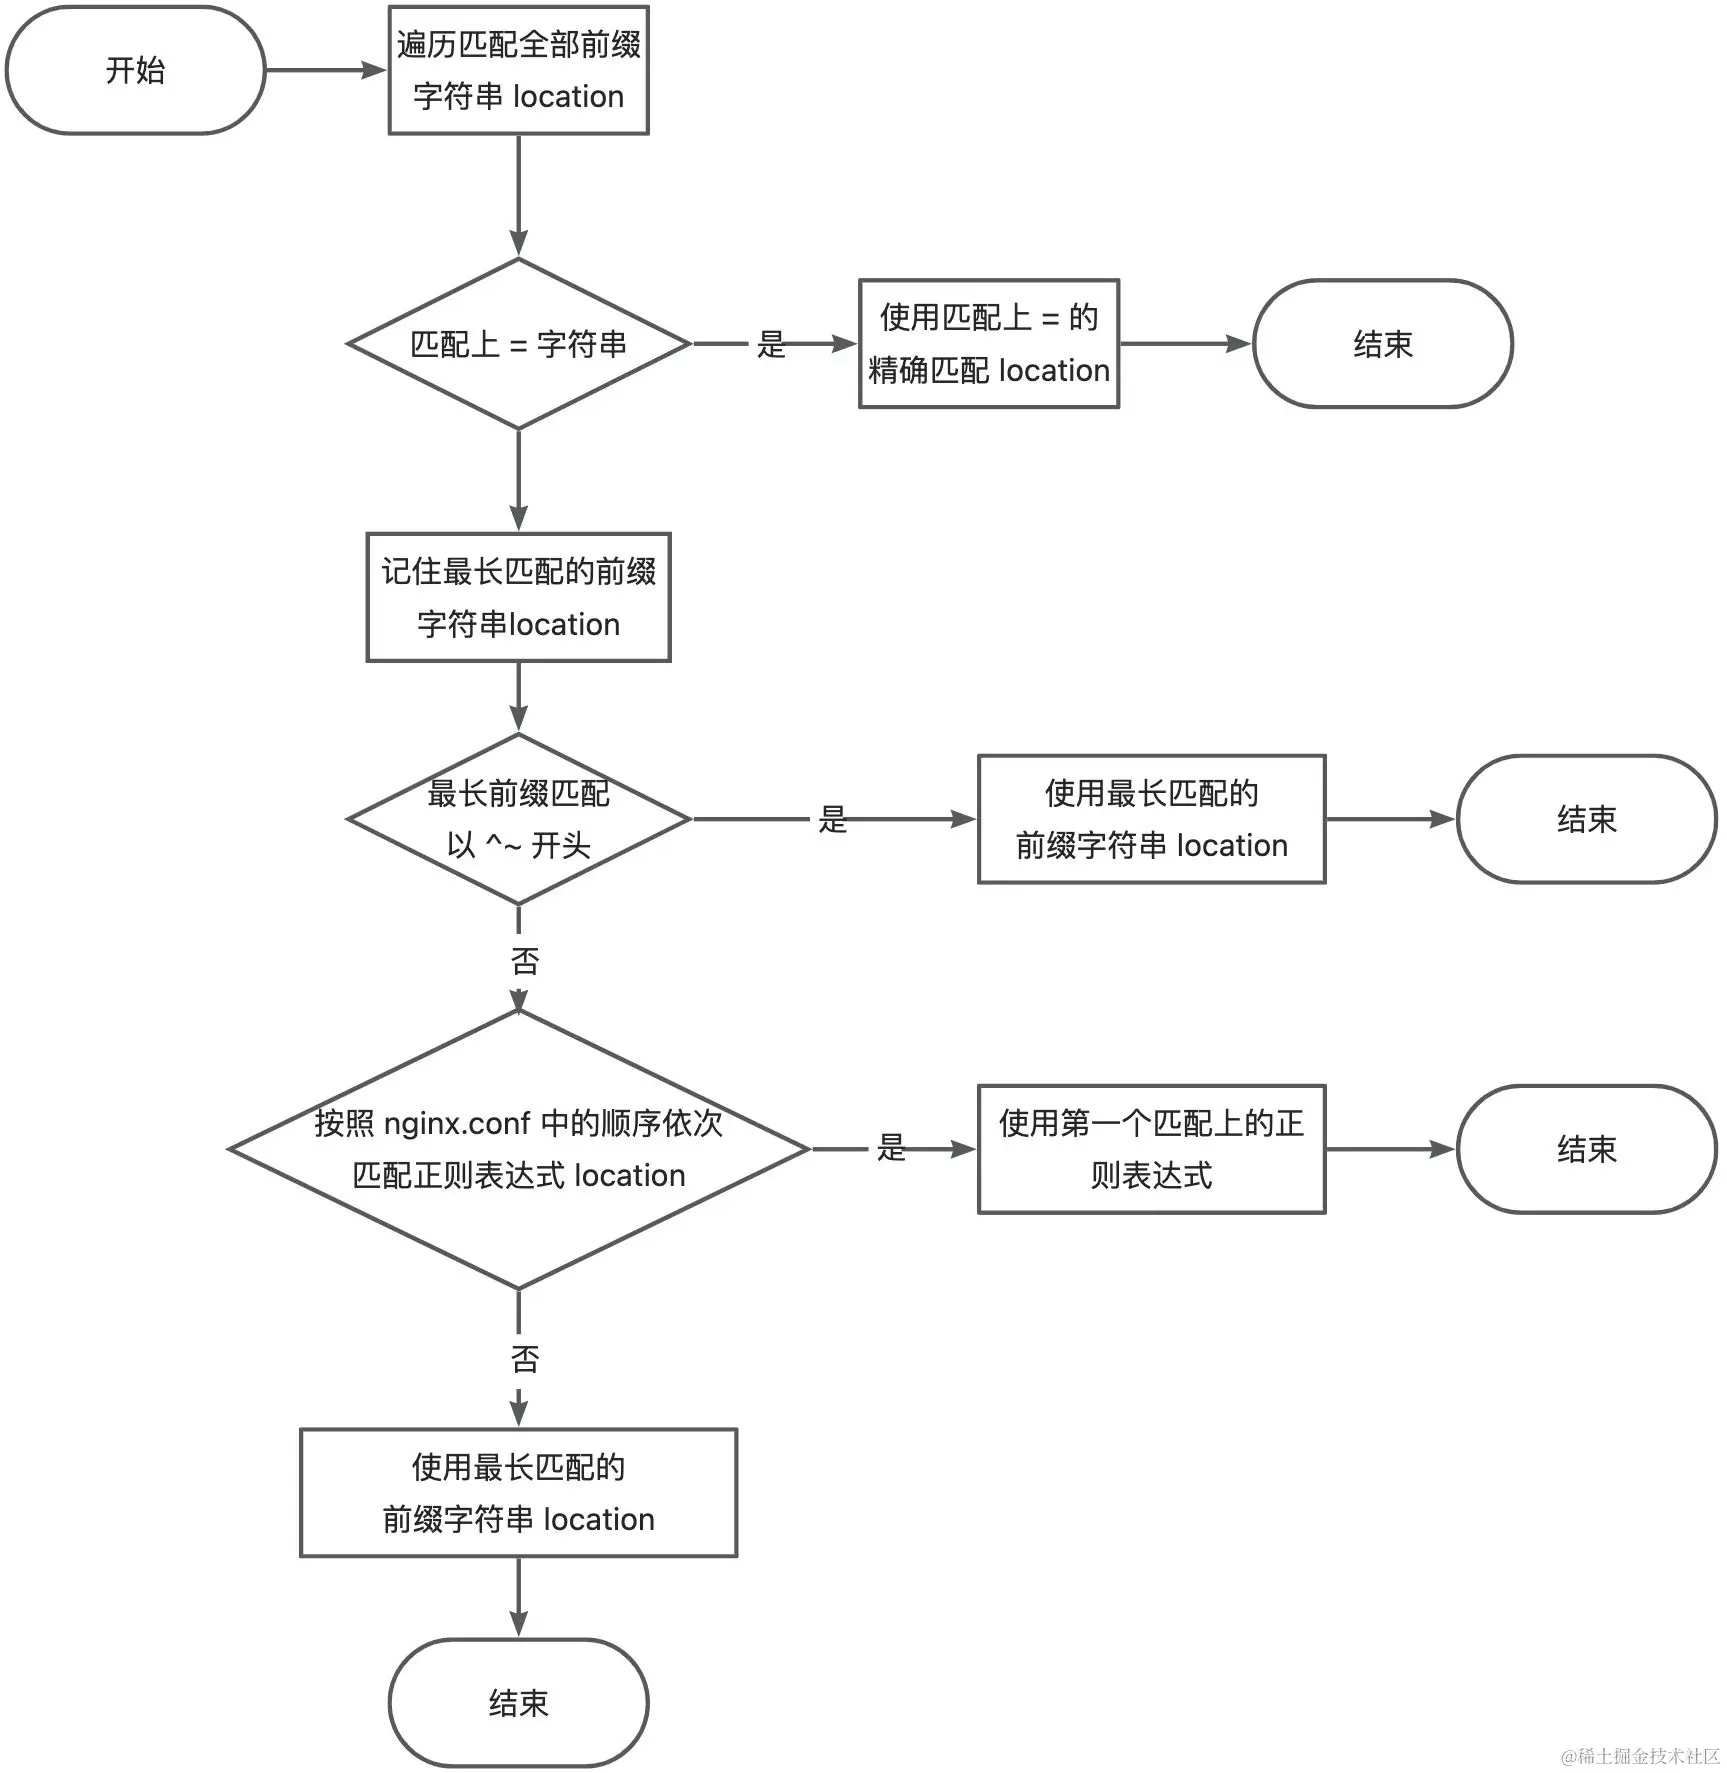 开始
遍历匹配全部前缀
字符串 location
匹配上 = 字符串
是
使用匹配上 = 的
精确匹配 location
结束
记住最长匹配的前缀
字符串location
最长前缀匹配
以 ^~ 开头
是
使用最长匹配的
前缀字符串 location
结束
否
按照 nginx.conf 中的顺序依次
匹配正则表达式 location
是
使用第一个匹配上的正
则表达式
结束
否
使用最长匹配的
前缀字符串 location
结束
@稀土掘金技术社区